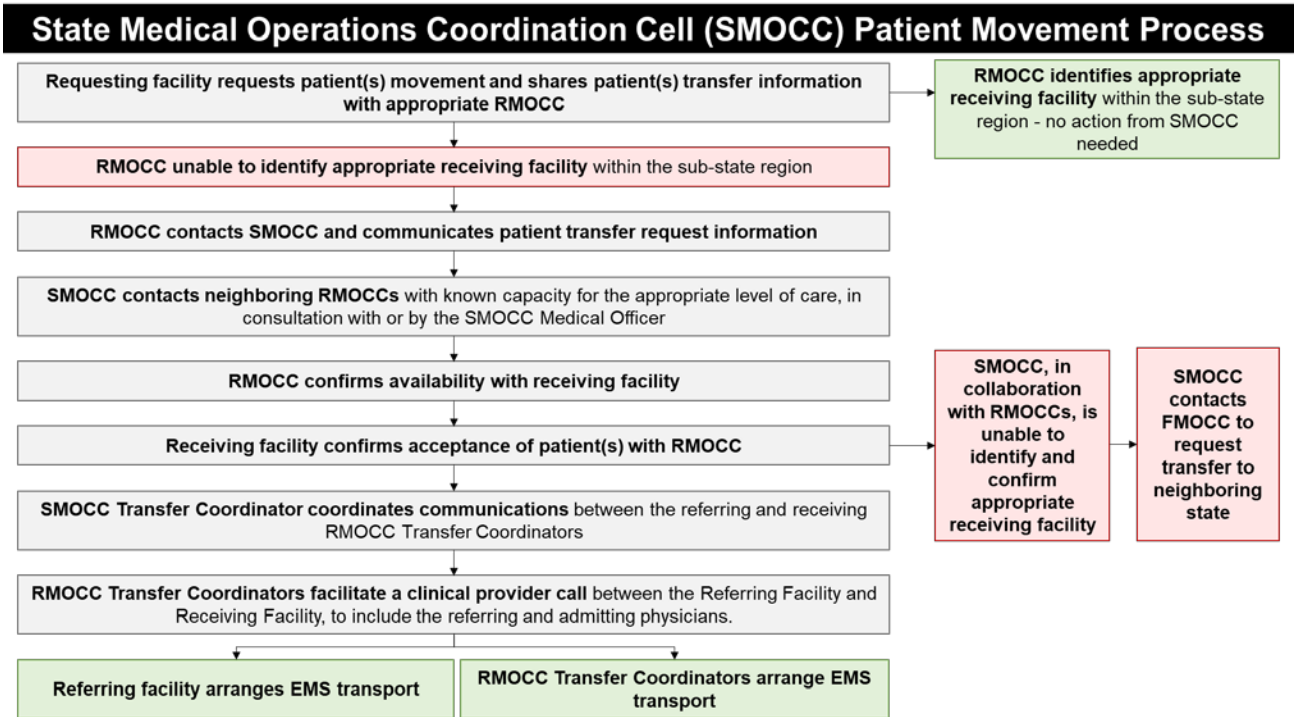 State Medical Operations Coordination Cell (SMOCC) Patient Movement Process
Requesting facility requests patient(s) movement and shares patient(s) transfer information
with appropriate RMOCC
RMOCC identifies appropriate
receiving facility within the sub-state
region - no action from SMOCC
needed
RMOCC unable to identify appropriate receiving facility within the sub-state region
RMOCC contacts SMOCC and communicates patient transfer request information
SMOCC contacts neighboring RMOCCs with known capacity for the appropriate level of care, in
consultation with or by the SMOCC Medical Officer
RMOCC confirms availability with receiving facility
Receiving facility confirms acceptance of patient(s) with RMOCC
SMOCC, in
collaboration
with RMOCCs, is
unable to
identify and
confirm
appropriate
receiving facility
SMOCC
contacts
FMOCC to
request
transfer to
neighboring
state
SMOCC Transfer Coordinator coordinates communications between the referring and receiving
RMOCC Transfer Coordinators
RMOCC Transfer Coordinators facilitate a clinical provider call between the Referring Facility and
Receiving Facility, to include the referring and admitting physicians.
Referring facility arranges EMS transport
RMOCC Transfer Coordinators arrange EMS
transport